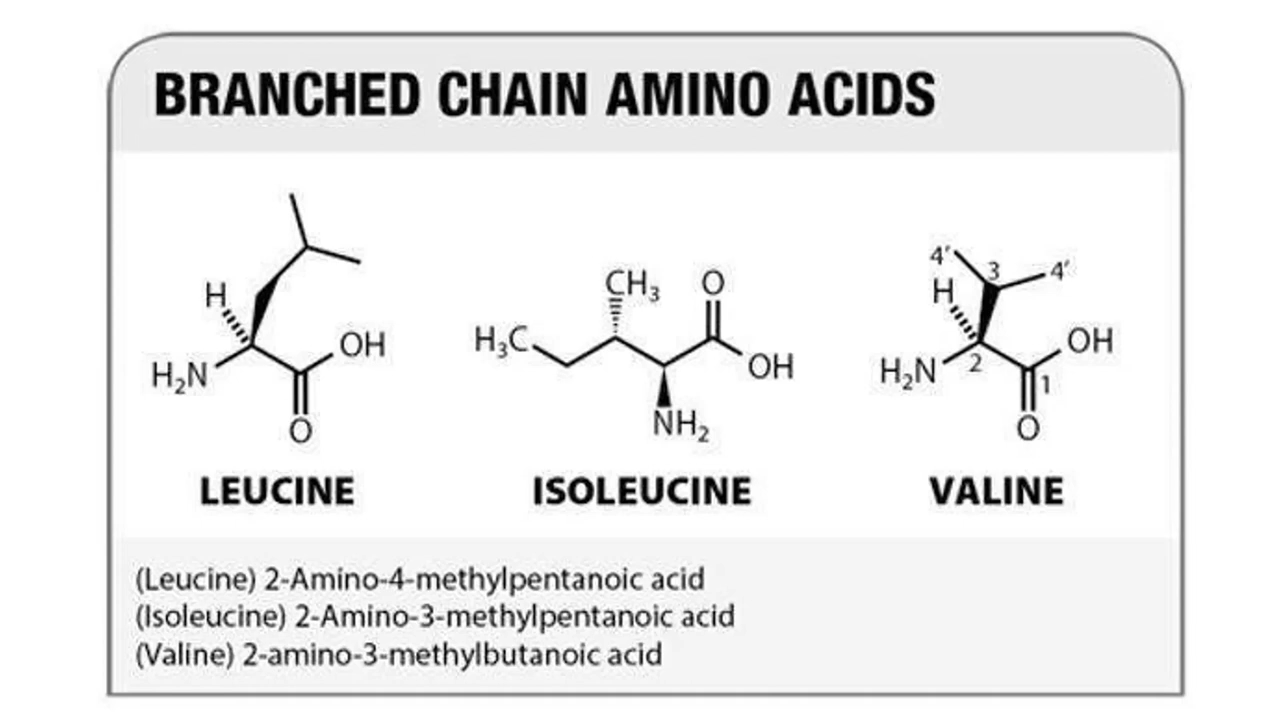 BRANCHED CHAIN AMINO ACIDS
H
H₂N
OH
O
LEUCINE
H₃C
CH₃
O
OH
NH₂
ISOLEUCINE
4′
3
4′
H
H₂N
2
OH
1
O
VALINE
(Leucine) 2-Amino-4-methylpentanoic acid
(Isoleucine) 2-Amino-3-methylpentanoic acid
(Valine) 2-amino-3-methylbutanoic acid